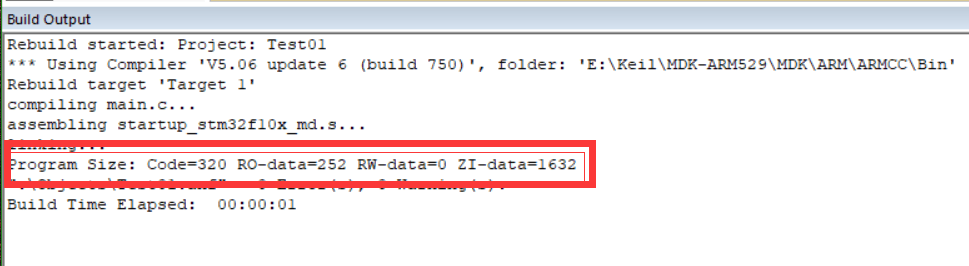 Build Output
Rebuild started: Project: Test01
*** Using Compiler 'V5.06 update 6 (build 750)', folder: 'E:\Keil\MDK-ARM529\MDK\ARM\ARMCC\Bin'
Rebuild target 'Target 1'
compiling main.c...
assembling startup_stm32f10x_md.s...
linking...
Program Size: Code=320 RO-data=252 RW-data=0 ZI-data=1632
Build Time Elapsed:  00:00:01